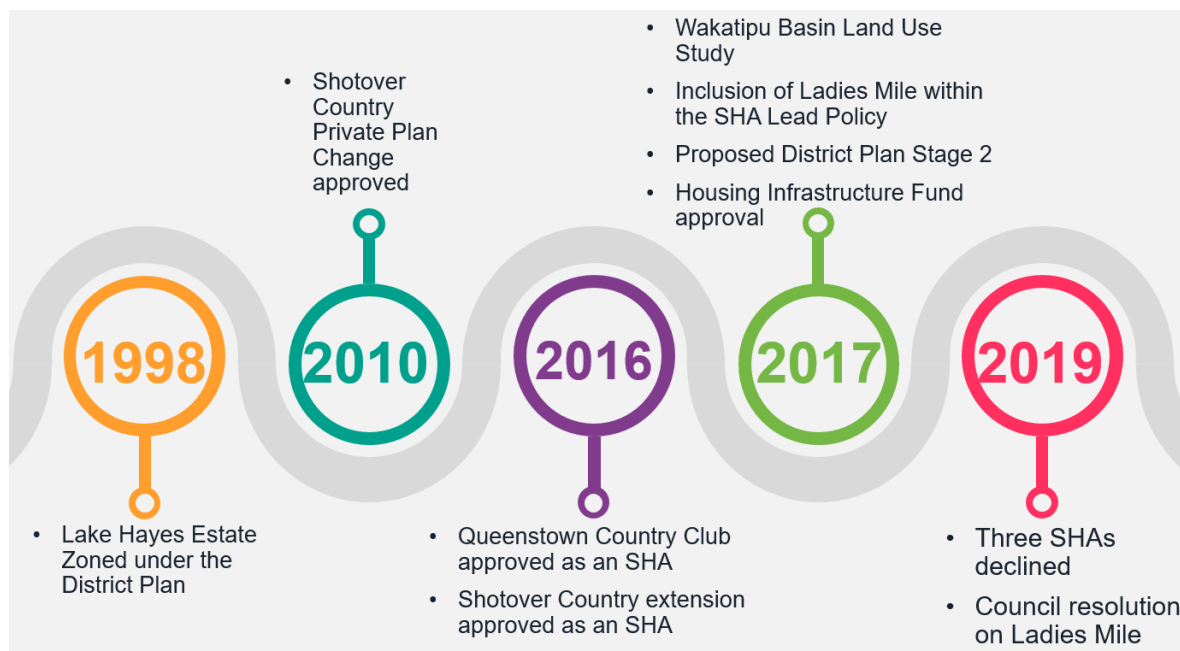 1998
• Lake Hayes Estate
Zoned under the
District Plan
• Shotover
Country
Private Plan
Change
approved
2010
2016
• Queenstown Country Club
approved as an SHA
• Shotover Country extension
approved as an SHA
• Wakatipu Basin Land Use
Study
• Inclusion of Ladies Mile within
the SHA Lead Policy
• Proposed District Plan Stage 2
• Housing Infrastructure Fund
approval
2017
2019
• Three SHAs
declined
• Council resolution
on Ladies Mile